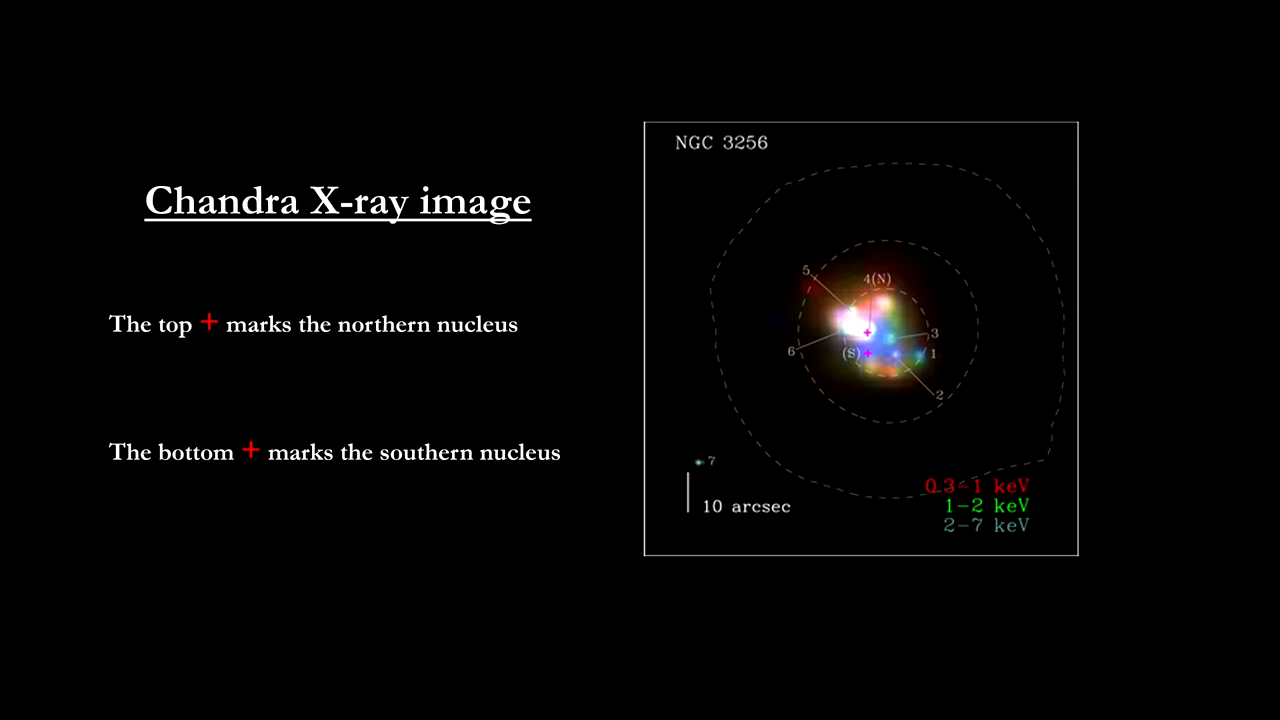 Chandra X-ray image
The top + marks the northern nucleus
The bottom + marks the southern nucleus
NGC 3256
5
4(N)
3
6
(S)
1
2
7
10 arcsec
0.3-1 keV
1-2 keV
2-7 keV